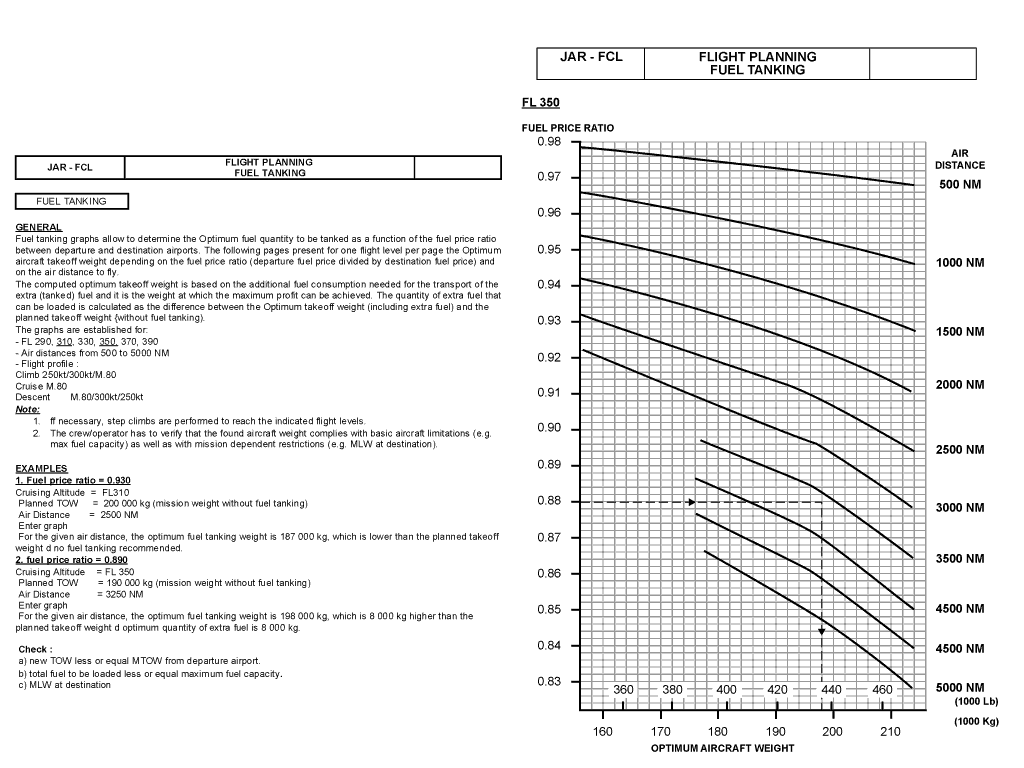 JAR - FCL
FLIGHT PLANNING
FUEL TANKING
FUEL TANKING
GENERAL
Fuel tanking graphs allow to determine the Optimum fuel quantity to be tanked as a function of the fuel price ratio
between departure and destination airports. The following pages present for one flight level per page the Optimum
aircraft takeoff weight depending on the fuel price ratio (departure fuel price divided by destination fuel price) and
on the air distance to fly.
The computed optimum takeoff weight is based on the additional fuel consumption needed for the transport of the
extra (tanked) fuel and it is the weight at which the maximum profit can be achieved. The quantity of extra fuel that
can be loaded is calculated as the difference between the Optimum takeoff weight (including extra fuel) and the
planned takeoff weight {without fuel tanking).
The graphs are established for:
- FL 290, 310, 330, 350, 370, 390
- Air distances from 500 to 5000 NM
- Flight profile :
Climb 250kt/300kt/M.80
Cruise M.80
Descent M.80/300kt/250kt
Note:
1. ff necessary, step climbs are performed to reach the indicated flight levels.
2. The crew/operator has to verify that the found aircraft weight complies with basic aircraft limitations (e.g.
max fuel capacity) as well as with mission dependent restrictions (e.g. MLW at destination).
EXAMPLES
1. Fuel price ratio = 0.930
Cruising Altitude = FL310
Planned TOW = 200 000 kg (mission weight without fuel tanking)
Air Distance = 2500 NM
Enter graph
For the given air distance, the optimum fuel tanking weight is 187 000 kg, which is lower than the planned takeoff
weight d no fuel tanking recommended.
2. fuel price ratio = 0.890
Cruising Altitude = FL 350
Planned TOW = 190 000 kg (mission weight without fuel tanking)
Air Distance = 3250 NM
Enter graph
For the given air distance, the optimum fuel tanking weight is 198 000 kg, which is 8 000 kg higher than the
planned takeoff weight d optimum quantity of extra fuel is 8 000 kg.
Check :
a) new TOW less or equal MTOW from departure airport.
b) total fuel to be loaded less or equal maximum fuel capacity.
c) MLW at destination
JAR - FCL
FLIGHT PLANNING
FUEL TANKING
FL 350
FUEL PRICE RATIO
0.98
0.97
0.96
0.95
0.94
0.93
0.92
0.91
0.90
0.89
0.88
0.87
0.86
0.85
0.84
0.83
AIR
DISTANCE
500 NM
1000 NM
1500 NM
2000 NM
2500 NM
3000 NM
3500 NM
4500 NM
4500 NM
5000 NM
360 380 400 420 440 460
(1000 Lb)
(1000 Kg)
160 170 180 190 200 210
OPTIMUM AIRCRAFT WEIGHT